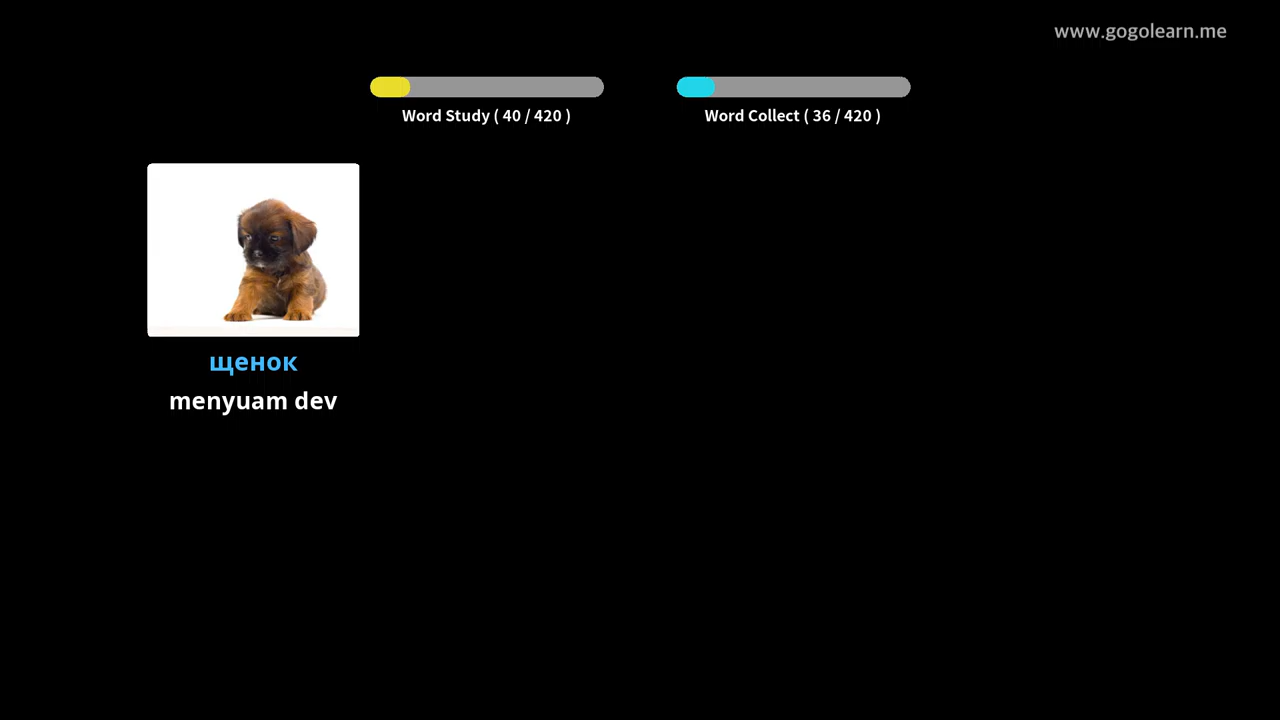 www.gogolearn.me
Word Study ( 40 / 420 )
Word Collect ( 36 / 420 )
щенок
menyuam dev